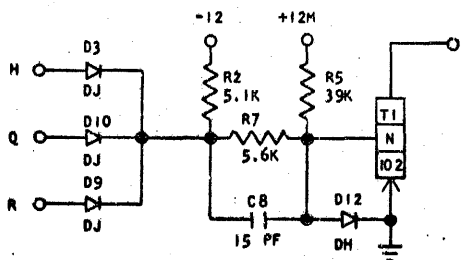 -12
+12M
D3
H
DJ
R2
5.1K
R5
39K
R7
5.6K
D10
Q
DJ
T1
N
102
D9
R
DJ
C8
15 PF
D12
DH